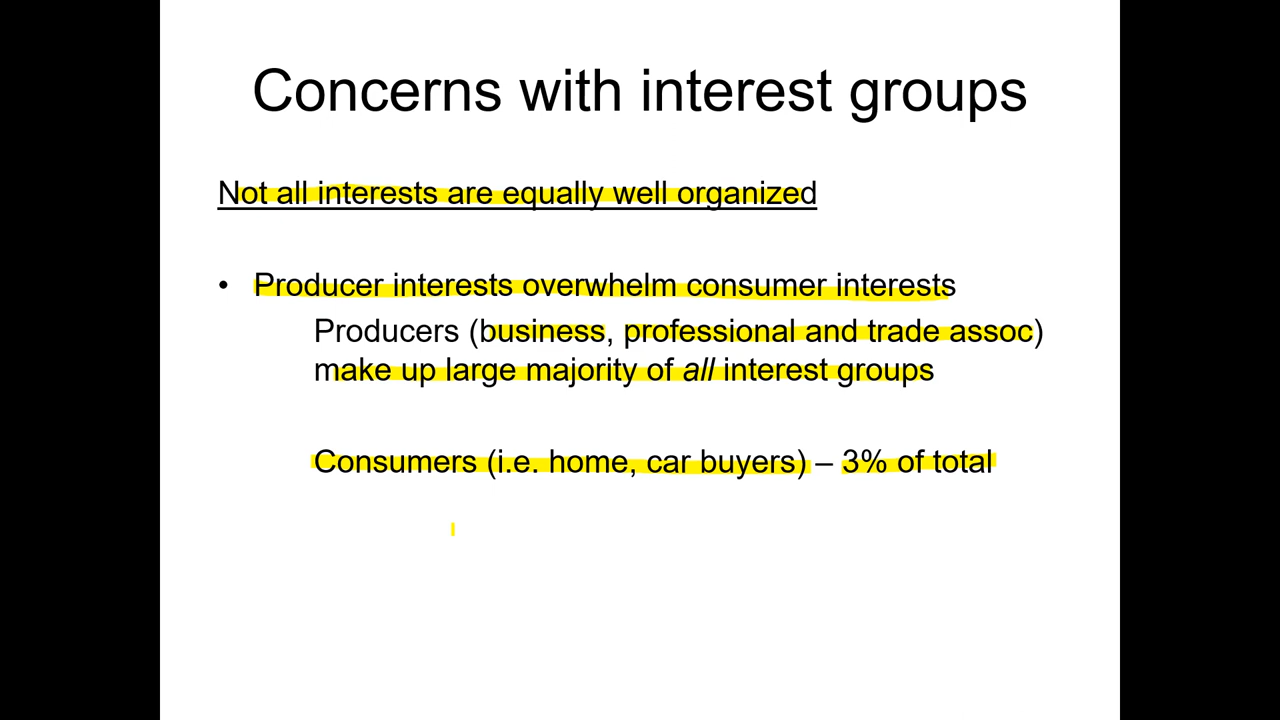 Concerns with interest groups
Not all interests are equally well organized
• Producer interests overwhelm consumer interests
Producers (business, professional and trade assoc)
make up large majority of all interest groups
Consumers (i.e. home, car buyers) – 3% of total